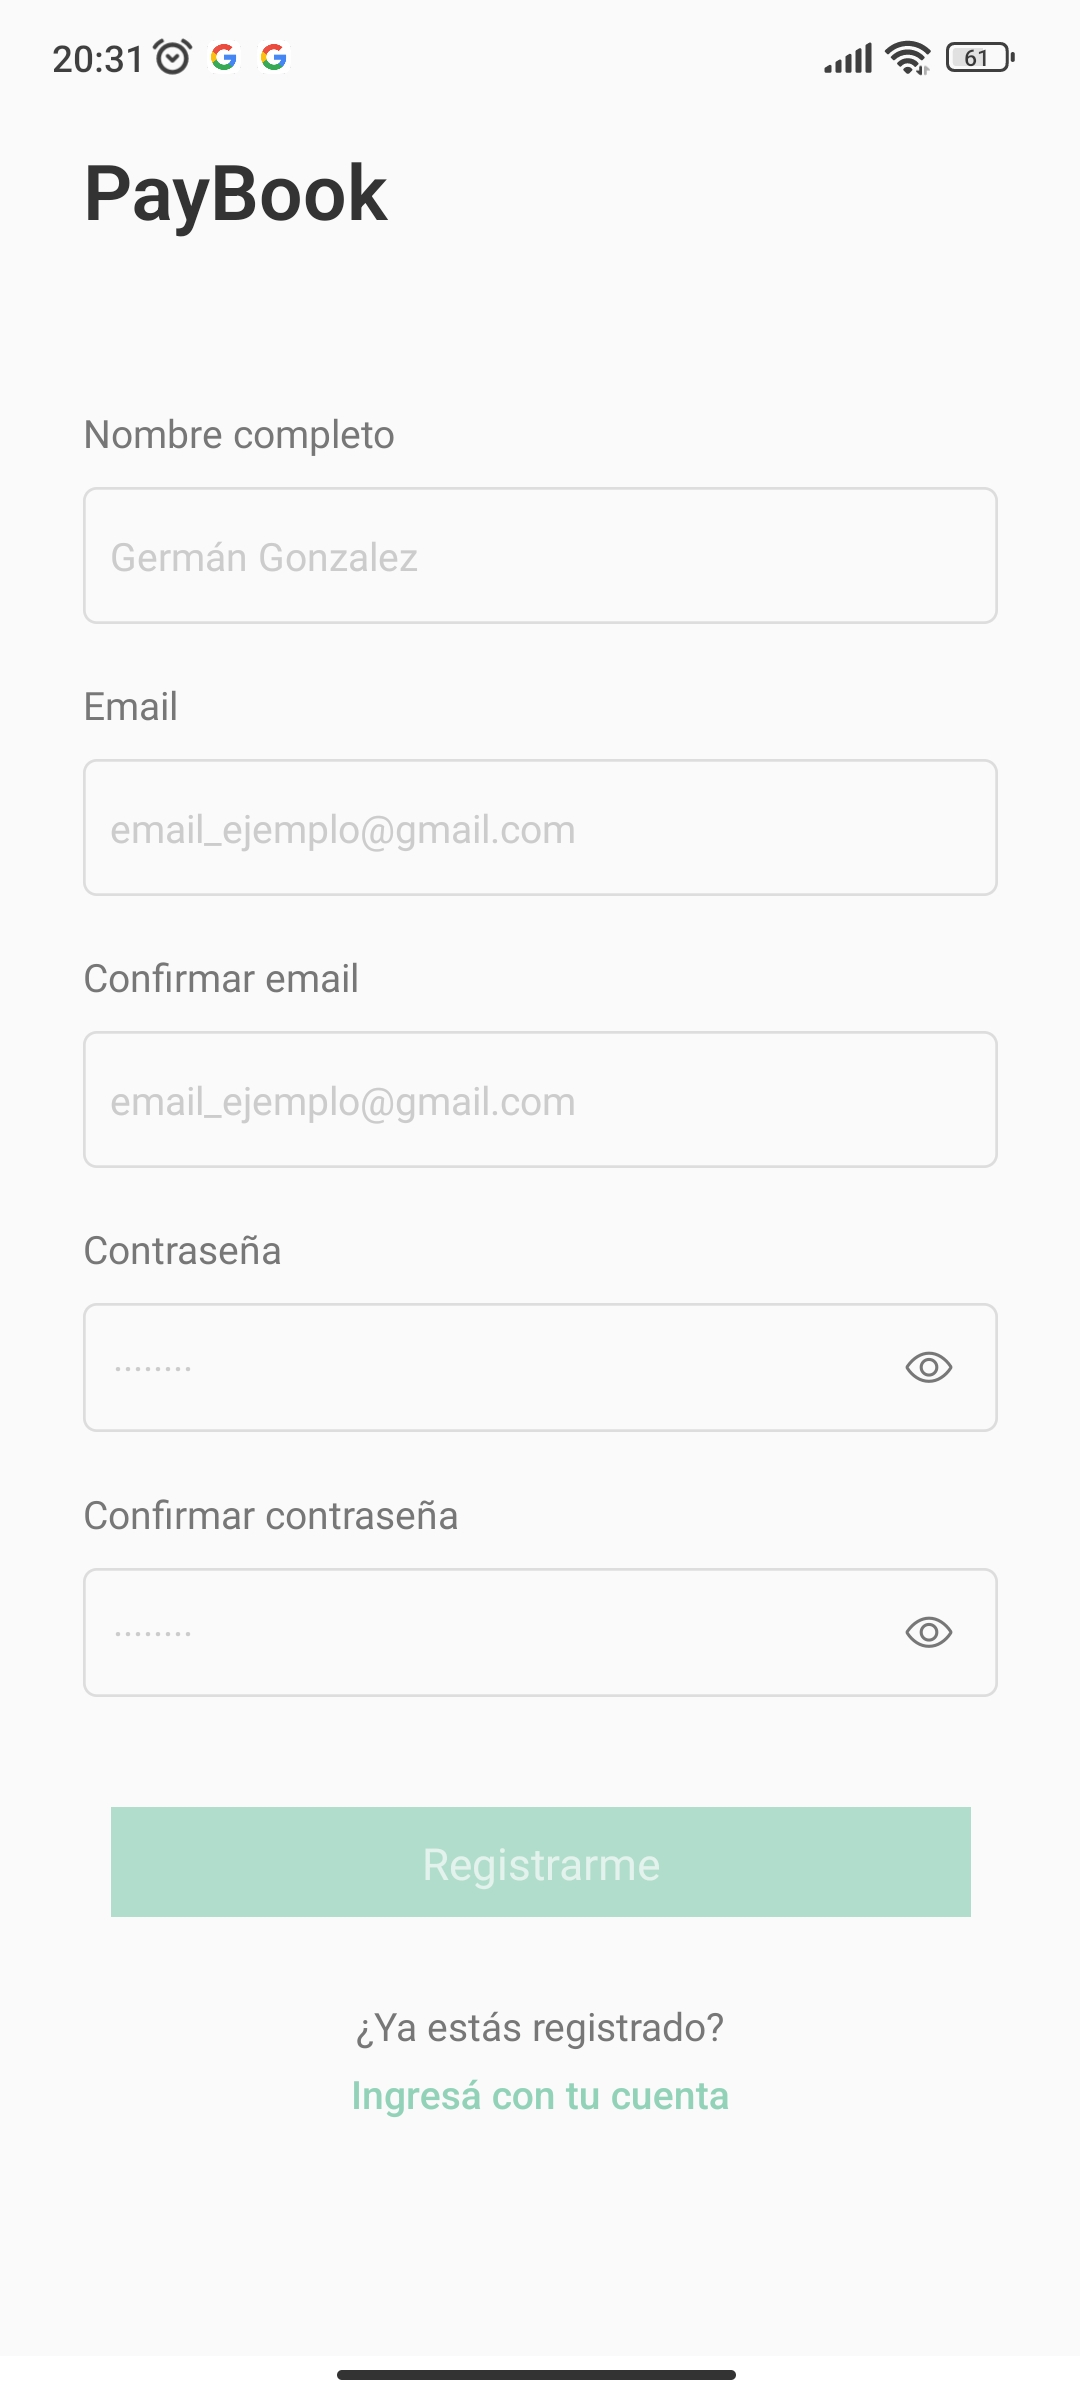 20:31
61
PayBook
Nombre completo
Germán Gonzalez
Email
email_ejemplo@gmail.com
Confirmar email
email_ejemplo@gmail.com
Contraseña
........
Confirmar contraseña
........
Registrarme
¿Ya estás registrado?
Ingresá con tu cuenta